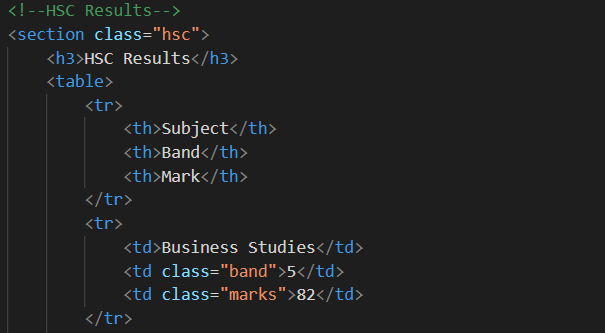 <!--HSC Results-->
<section class="hsc">
<h3>HSC Results</h3>
<table>
<tr>
<th>Subject</th>
<th>Band</th>
<th>Mark</th>
</tr>
<tr>
<td>Business Studies</td>
<td class="band">5</td>
<td class="marks">82</td>
</tr>